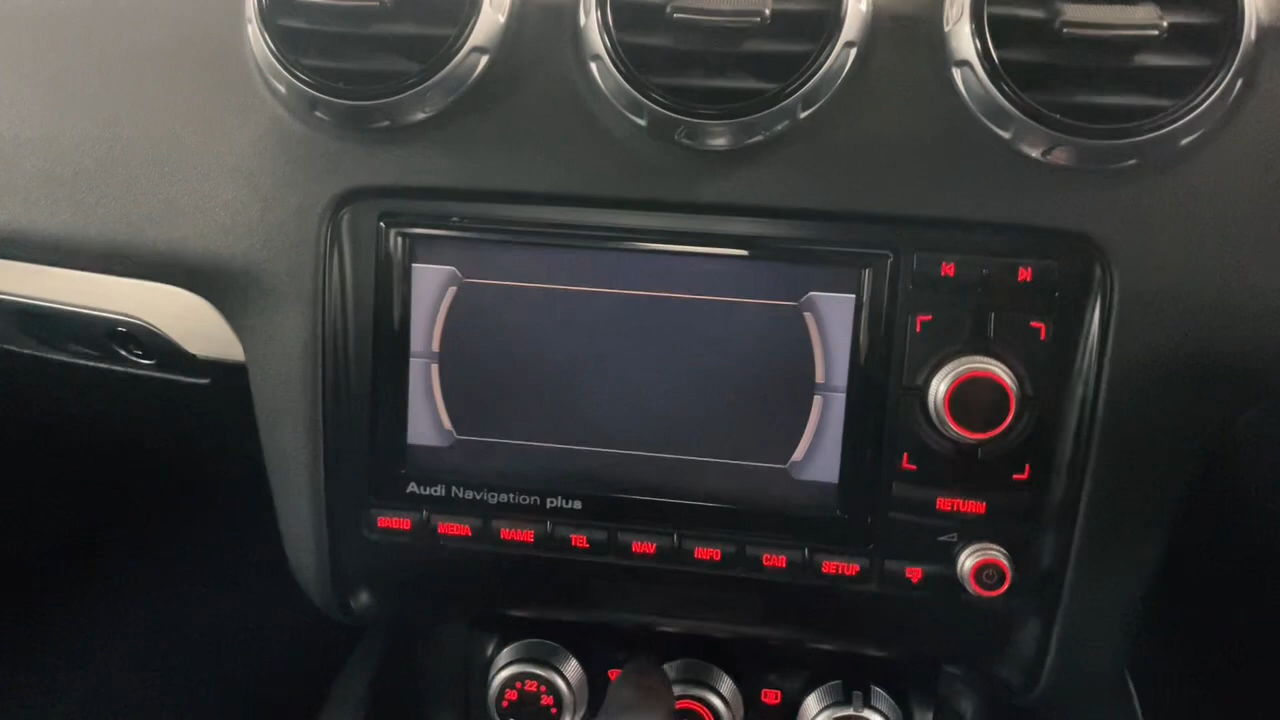 Audi Navigation plus
RADIO MEDIA NAME TEL NAV INFO CAR SETUP
RETURN
20 22 24